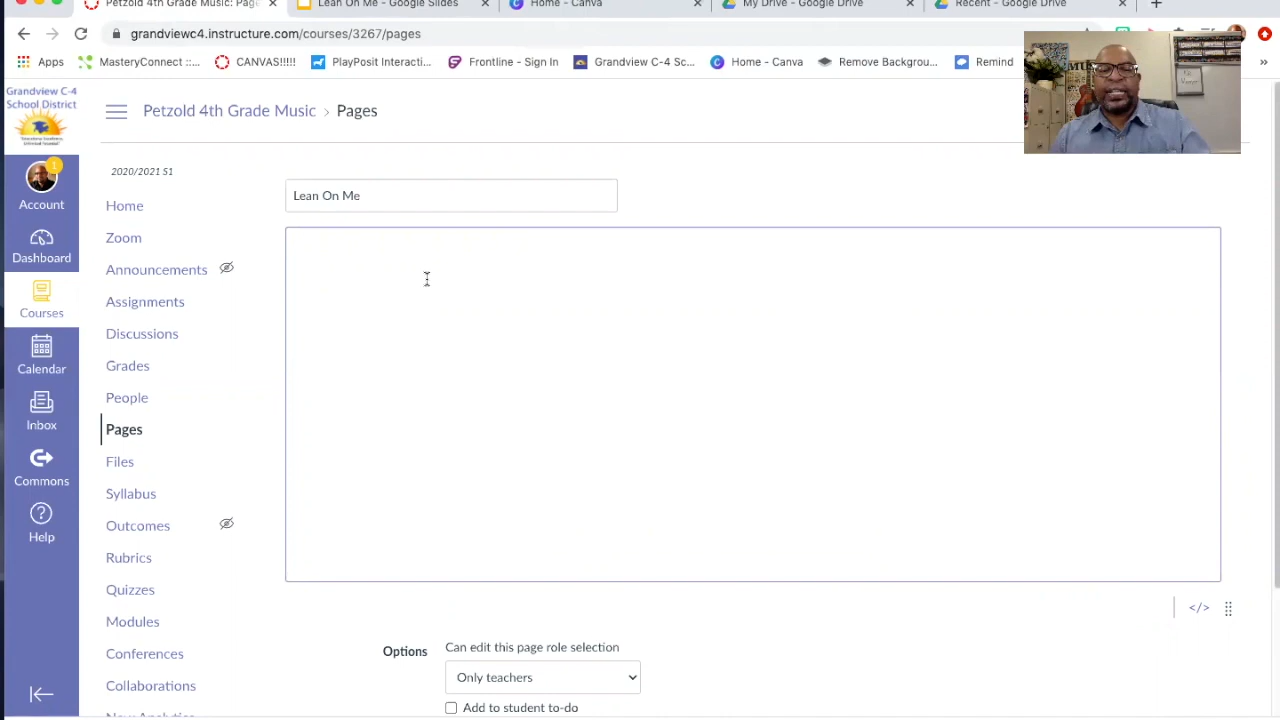 Petzold 4th Grade Music: Page
Lean On Me - Google Slides
Home - Canva
My Drive - Google Drive
Recent - Google Drive
grandviewc4.instructure.com/courses/3267/pages
Apps
MasteryConnect ::...
CANVAS!!!!!
PlayPosit Interacti...
Frontline - Sign In
Grandview C-4 Sc...
Home - Canva
Remove Backgrou...
Remind
»
Grandview C-4
School District
Petzold 4th Grade Music › Pages
2020/2021 S1
1
Account
Dashboard
Courses
Calendar
Inbox
Commons
Help
Home
Zoom
Announcements
Assignments
Discussions
Grades
People
Pages
Files
Syllabus
Outcomes
Rubrics
Quizzes
Modules
Conferences
Collaborations
New Analytics
Lean On Me
</>
Options
Can edit this page role selection
Only teachers
Add to student to-do